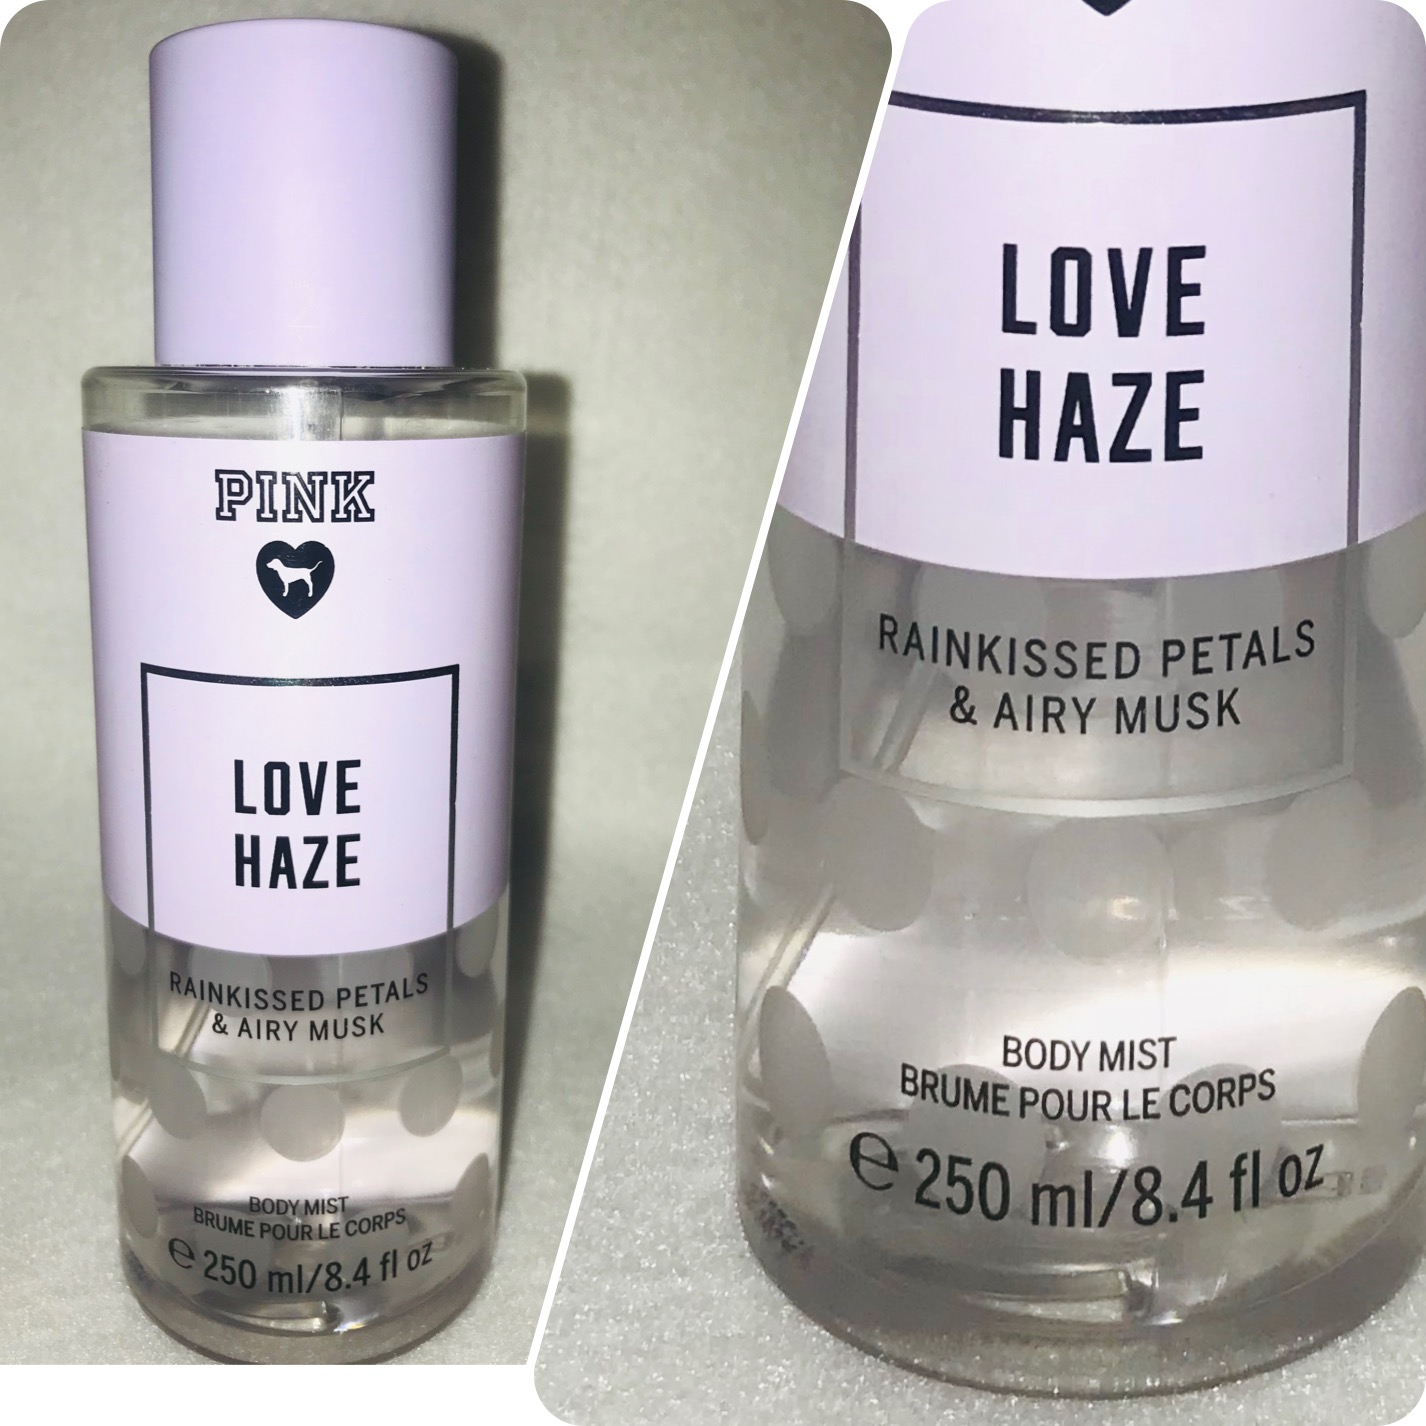 PINK
LOVE
HAZE
RAINKISSED PETALS
& AIRY MUSK
BODY MIST
BRUME POUR LE CORPS
℮ 250 ml/8.4 fl oz
LOVE
HAZE
RAINKISSED PETALS
& AIRY MUSK
BODY MIST
BRUME POUR LE CORPS
℮ 250 ml/8.4 fl oz